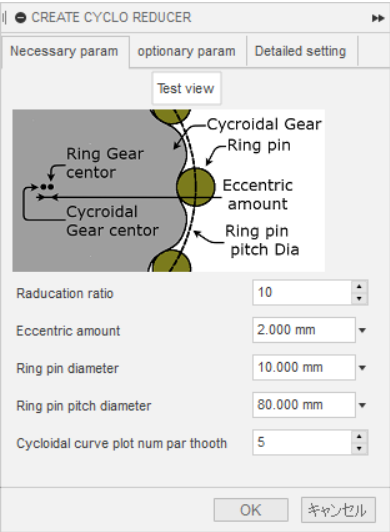 CREATE CYCLO REDUCER
Necessary param
optionary param
Detailed setting
Test view
Cycroidal Gear
Ring pin
Ring Gear
centor
Eccentric
amount
Cycroidal
Gear centor
Ring pin
pitch Dia
Raducation ratio
10
Eccentric amount
2.000 mm
Ring pin diameter
10.000 mm
Ring pin pitch diameter
80.000 mm
Cycloidal curve plot num par thooth
5
OK
キャンセル